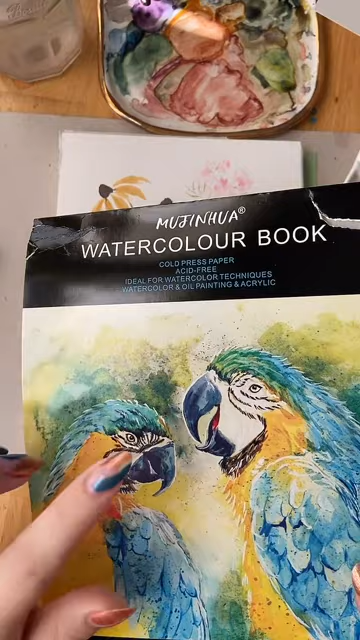 MUJINHUA®
WATERCOLOUR BOOK
COLD PRESS PAPER
ACID-FREE
IDEAL FOR WATERCOLOR TECHNIQUES
WATERCOLOR & OIL PAINTING & ACRYLIC